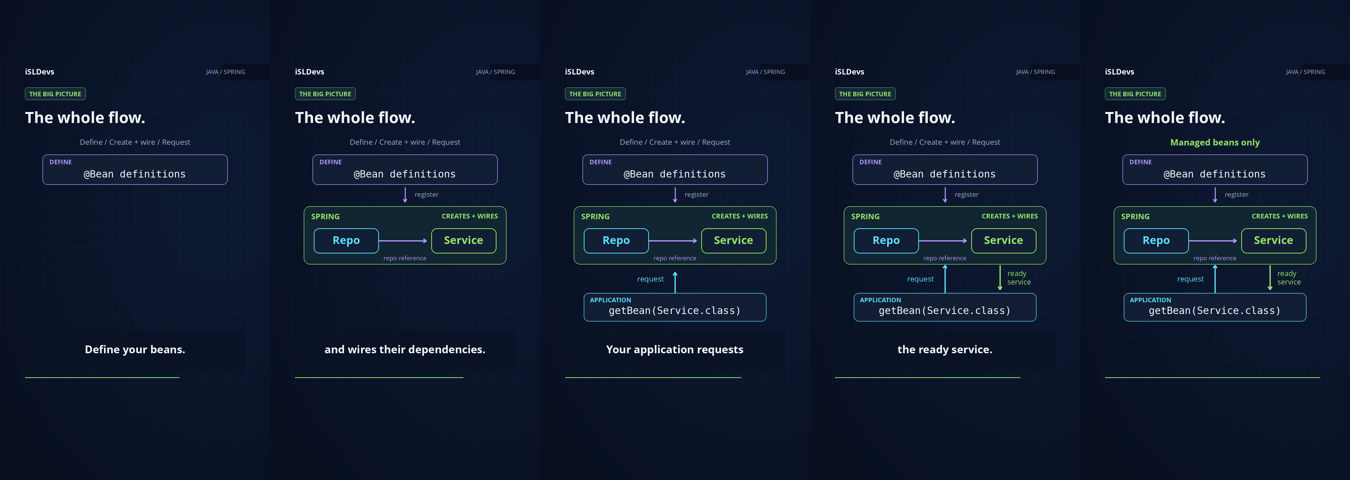 iSLDevs
JAVA / SPRING
THE BIG PICTURE
The whole flow.
Define / Create + wire / Request
DEFINE
@Bean definitions
Define your beans.
iSLDevs
JAVA / SPRING
THE BIG PICTURE
The whole flow.
Define / Create + wire / Request
DEFINE
@Bean definitions
register
SPRING
CREATES + WIRES
Repo
Service
repo reference
and wires their dependencies.
iSLDevs
JAVA / SPRING
THE BIG PICTURE
The whole flow.
Define / Create + wire / Request
DEFINE
@Bean definitions
register
SPRING
CREATES + WIRES
Repo
Service
repo reference
request
APPLICATION
getBean(Service.class)
Your application requests
iSLDevs
JAVA / SPRING
THE BIG PICTURE
The whole flow.
Define / Create + wire / Request
DEFINE
@Bean definitions
register
SPRING
CREATES + WIRES
Repo
Service
repo reference
request
ready
service
APPLICATION
getBean(Service.class)
the ready service.
iSLDevs
JAVA / SPRING
THE BIG PICTURE
The whole flow.
Managed beans only
DEFINE
@Bean definitions
register
SPRING
CREATES + WIRES
Repo
Service
repo reference
request
ready
service
APPLICATION
getBean(Service.class)